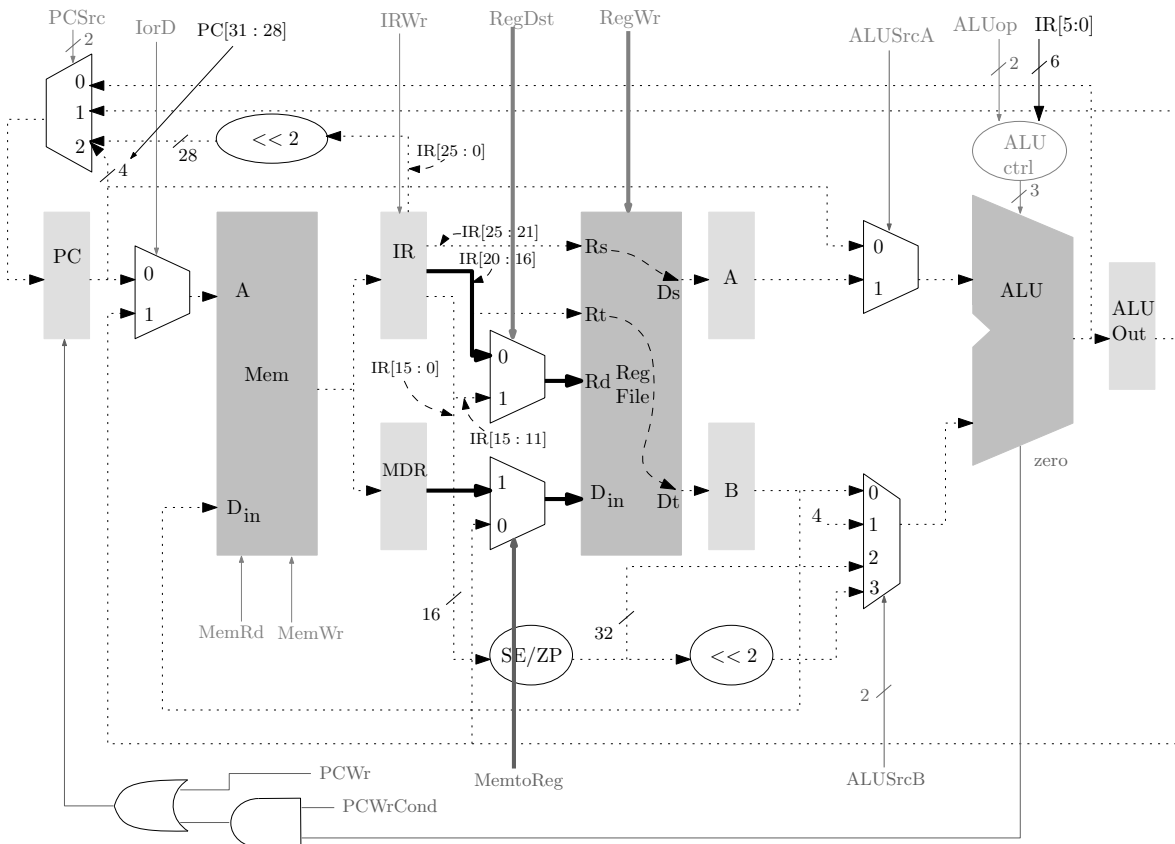 PCSrc
IorD
IRWr
RegDst
RegWr
ALUSrcA
ALUop
IR[5:0]
PC[31 : 28]
2
2
6
0
1
2
<< 2
28
4
IR[25 : 0]
ALU
ctrl
3
PC
0
1
A
Mem
D in
IR
IR[25 : 21]
IR[20 : 16]
Rs
Ds
A
0
1
ALU
ALU
Out
Rt
IR[15 : 0]
0
1
Rd
Reg
File
IR[15 : 11]
MDR
1
0
D in
Dt
B
zero
4
0
1
2
3
16
32
MemRd
MemWr
SE/ZP
<< 2
2
PCWr
MemtoReg
ALUSrcB
PCWrCond